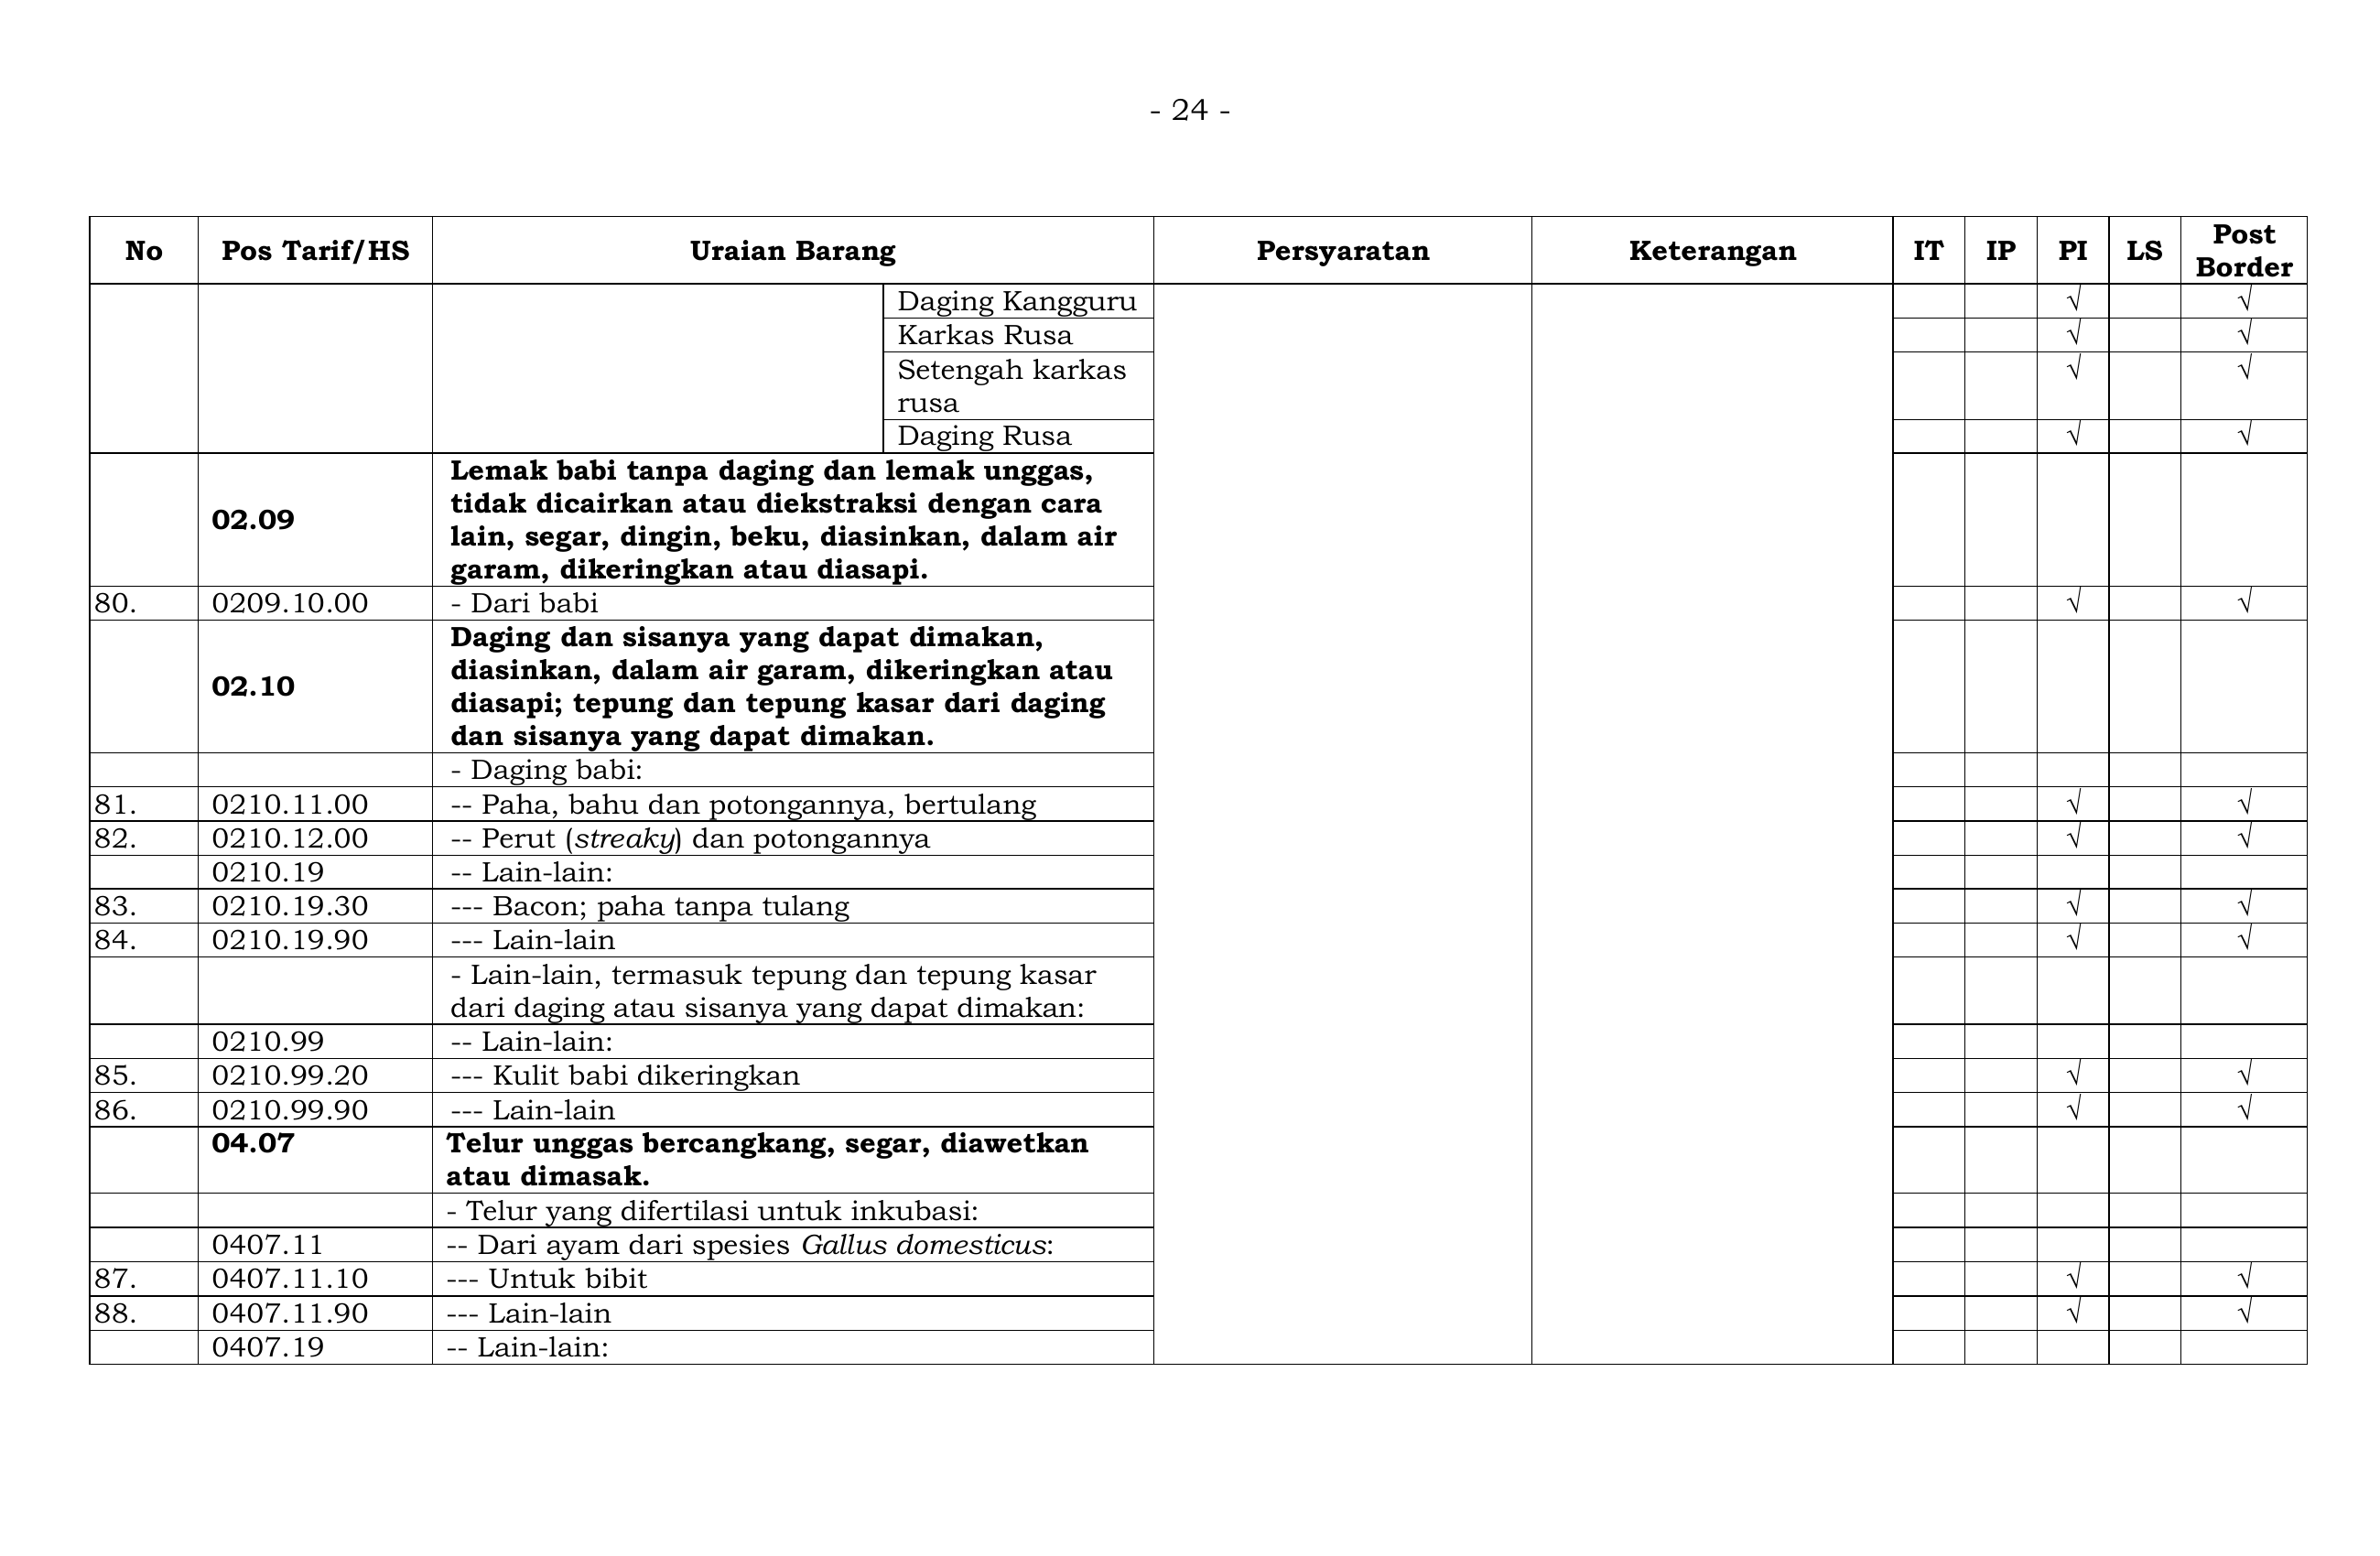 - 24 -
No Pos Tarif/HS Uraian Barang Persyaratan Keterangan IT IP PI LS Post Border
Daging Kangguru √ √
Karkas Rusa √ √
Setengah karkas √ √
rusa
Daging Rusa √ √
Lemak babi tanpa daging dan lemak unggas,
tidak dicairkan atau diekstraksi dengan cara
02.09
lain, segar, dingin, beku, diasinkan, dalam air
garam, dikeringkan atau diasapi.
80. 0209.10.00 - Dari babi √ √
Daging dan sisanya yang dapat dimakan,
diasinkan, dalam air garam, dikeringkan atau
02.10
diasapi; tepung dan tepung kasar dari daging
dan sisanya yang dapat dimakan.
- Daging babi:
81. 0210.11.00 -- Paha, bahu dan potongannya, bertulang √ √
82. 0210.12.00 -- Perut (streaky) dan potongannya √ √
0210.19 -- Lain-lain:
83. 0210.19.30 --- Bacon; paha tanpa tulang √ √
84. 0210.19.90 --- Lain-lain √ √
- Lain-lain, termasuk tepung dan tepung kasar
dari daging atau sisanya yang dapat dimakan:
0210.99 -- Lain-lain:
85. 0210.99.20 --- Kulit babi dikeringkan √ √
86. 0210.99.90 --- Lain-lain √ √
04.07 Telur unggas bercangkang, segar, diawetkan
atau dimasak.
- Telur yang difertilasi untuk inkubasi:
0407.11 -- Dari ayam dari spesies Gallus domesticus:
87. 0407.11.10 --- Untuk bibit √ √
88. 0407.11.90 --- Lain-lain √ √
0407.19 -- Lain-lain: